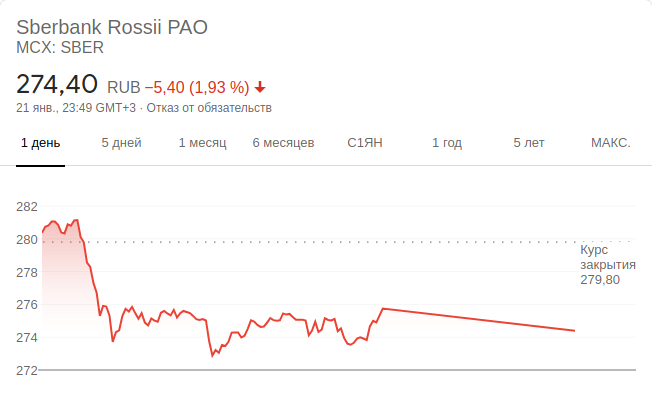 Sberbank Rossii PAO
MCX: SBER
274,40 RUB −5,40 (1,93 %)
21 янв., 23:49 GMT+3 · Отказ от обязательств
1 день 5 дней 1 месяц 6 месяцев С1ЯН 1 год 5 лет МАКС.
282
280
Курс
закрытия
279,80
278
276
274
272